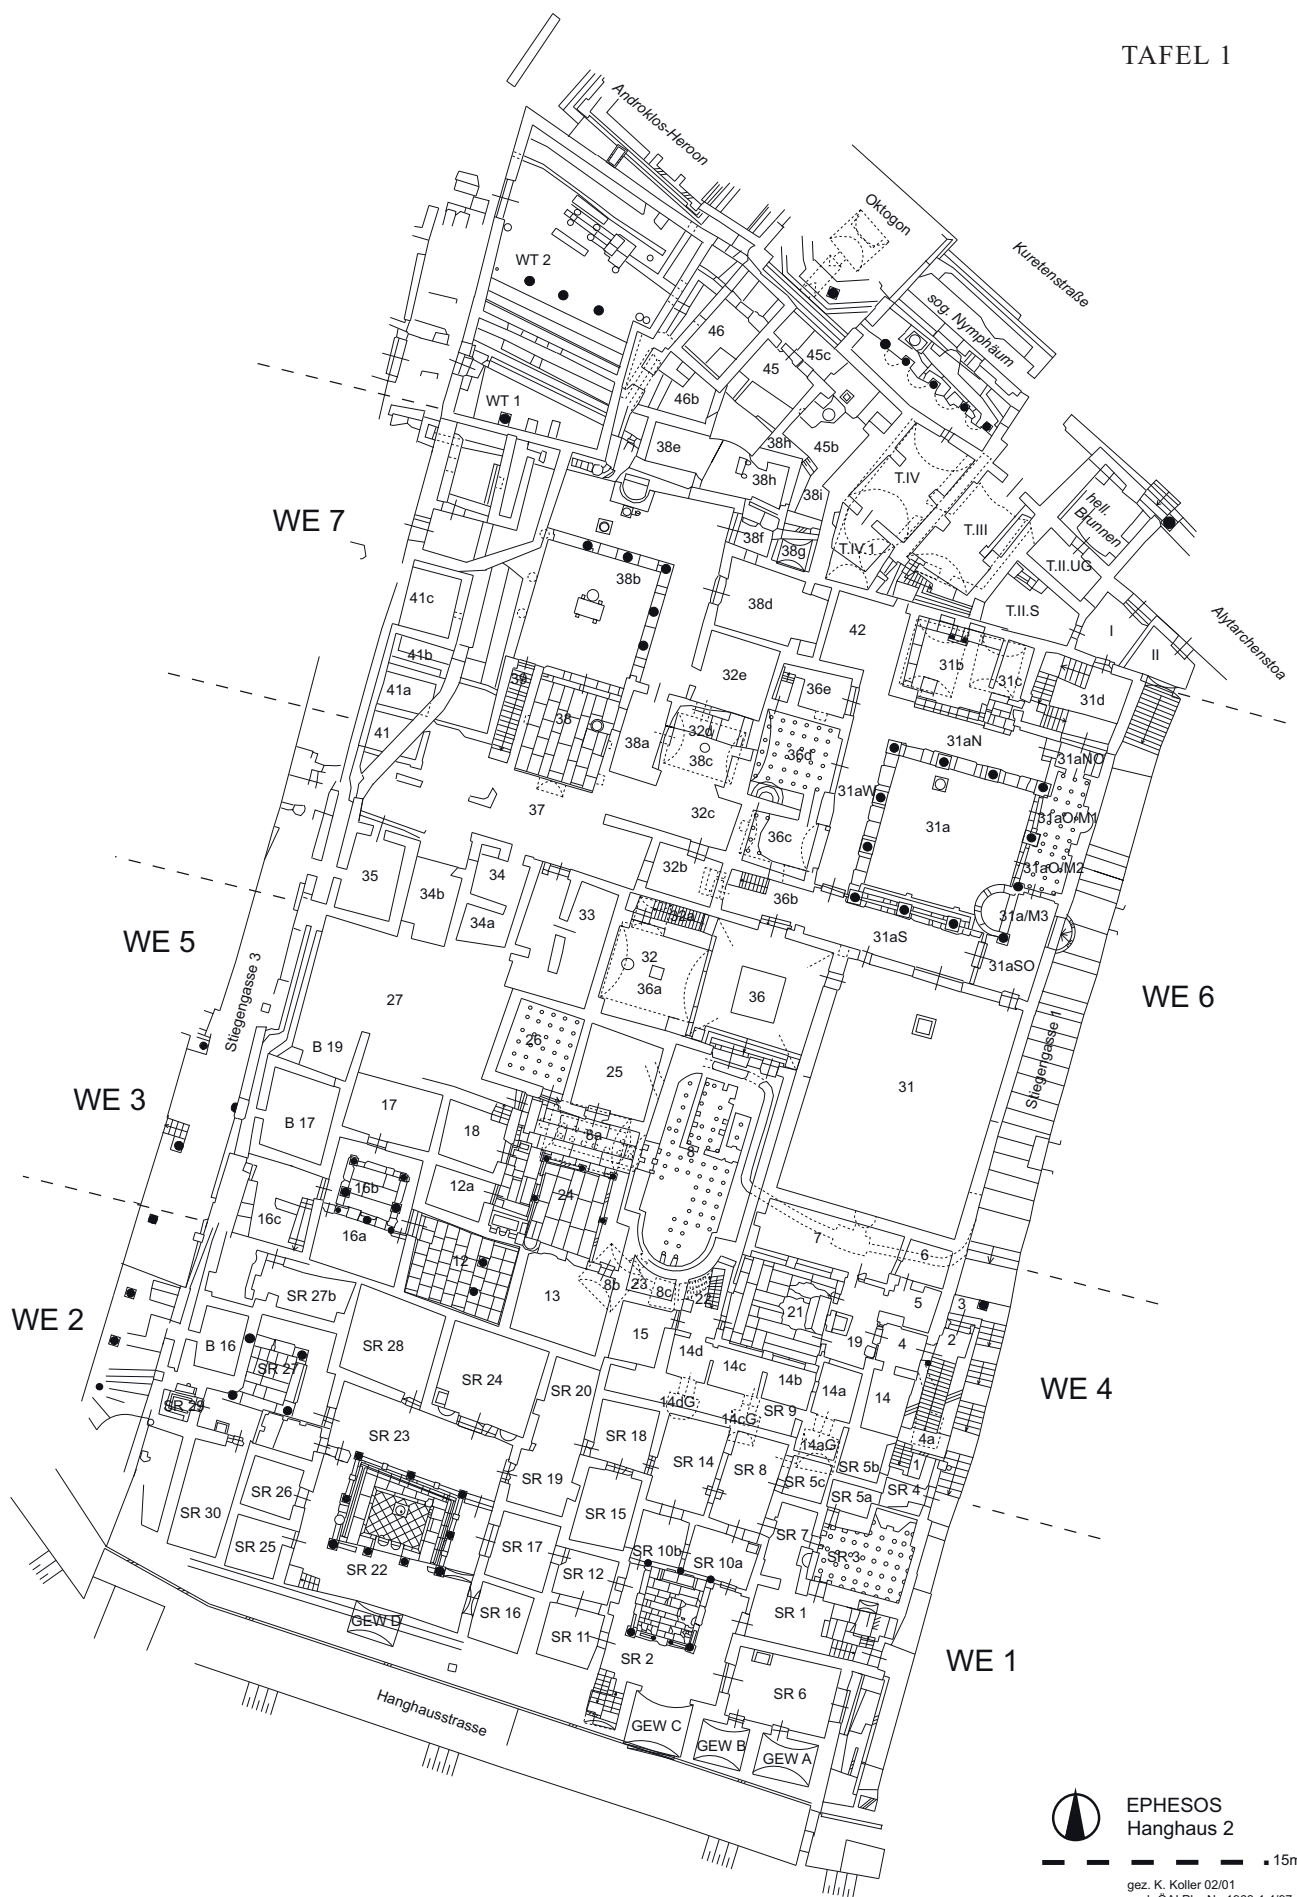 TAFEL 1
Androklos-Heroon
Oktogon
Kuretenstraße
sog. Nymphäum
WT 2
46
45c
45
WT 1
46b
45b
38e
38h
38h
38i
T.IV
hell.
Brunnen
WE 7
T.III
38f
38g
T.IV.1
T.II.UG
38b
41c
38d
42
T.II.S
I
Alytarchenstoa
II
41b
32e
31b
31c
39
36e
31d
41a
38
32d
41
38a
38c
36d
31aN
31aNO
31aW
37
32c
31a
31aO/M1
36c
35
34
32b
31aO/M2
34b
36b
33
34a
32a
31a/M3
WE 5
31aS
32
31aSO
36a
36
WE 6
27
Stiegengasse 3
26
B 19
25
31
Stiegengasse 1
WE 3
17
B 17
18
8a
8
16b
12a
24
16c
16a
7
6
12
8b
23
8c
22
13
5
3
SR 27b
21
WE 2
15
19
4
2
B 16
SR 28
14d
SR 27
14c
14b
SR 24
SR 20
14a
WE 4
14dG
SR 9
14
SR 29
14cG
SR 23
SR 18
14aG
4a
SR 14
SR 8
SR 5b
1
SR 19
SR 5c
SR 4
SR 26
SR 5a
SR 30
SR 15
SR 7
SR 25
SR 17
SR 10b
SR 10a
SR 3
SR 22
SR 12
SR 16
SR 1
GEW D
SR 11
SR 2
WE 1
SR 6
Hanghausstrasse
GEW C
GEW B
GEW A
EPHESOS
Hanghaus 2
15m
gez. K. Koller 02/01